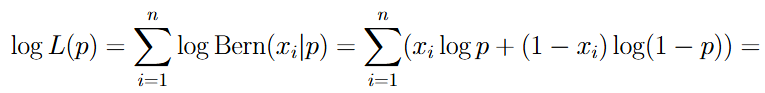 log L(p) = ∑_{i=1}^{n} log Bern(x_i|p) = ∑_{i=1}^{n} (x_i log p + (1 − x_i) log(1 − p)) =